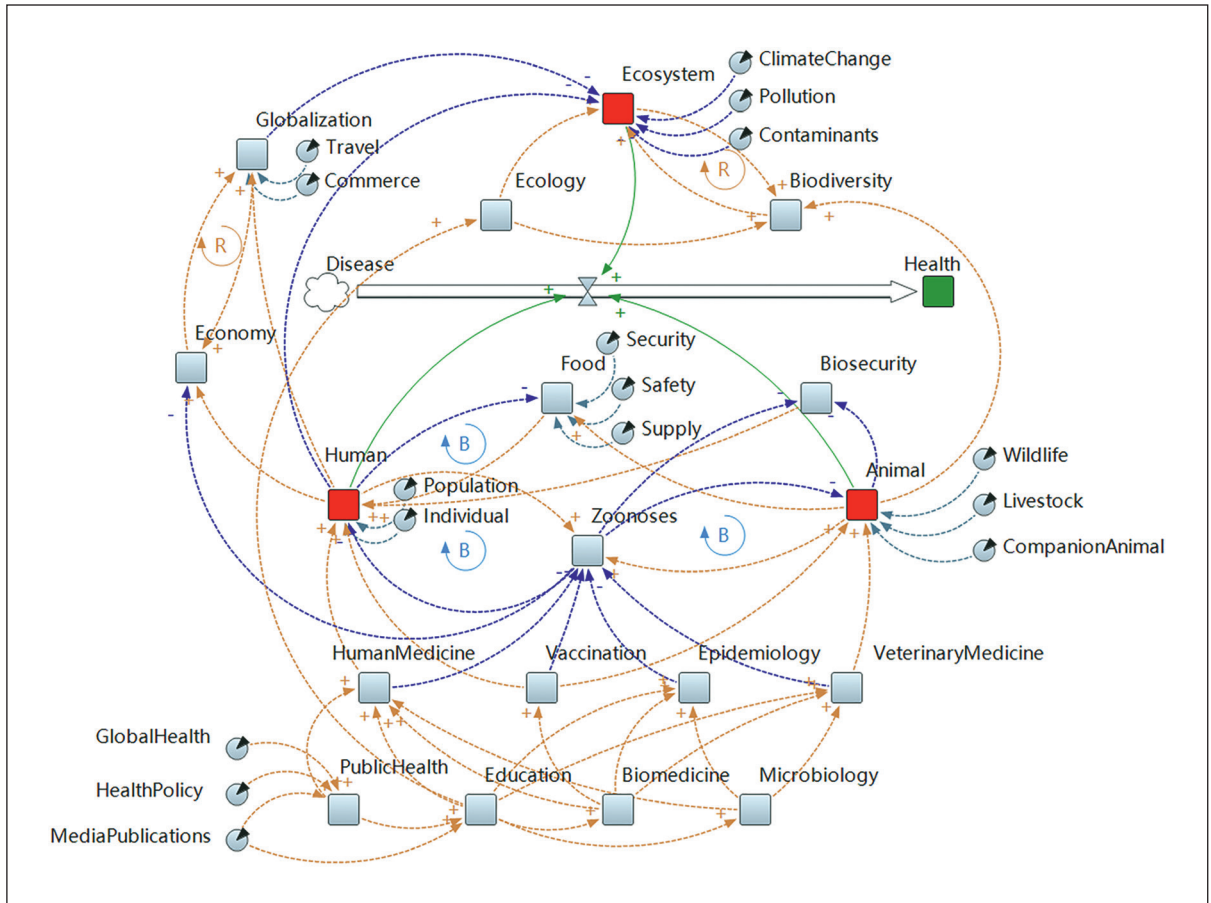 Ecosystem
ClimateChange
Pollution
Contaminants
Globalization
Travel
Commerce
Ecology
Biodiversity
R
R
Disease
Health
Economy
Security
Food
Safety
Supply
Biosecurity
B
Human
Population
Individual
Zoonoses
Animal
Wildlife
Livestock
CompanionAnimal
B
B
HumanMedicine
Vaccination
Epidemiology
VeterinaryMedicine
GlobalHealth
HealthPolicy
MediaPublications
PublicHealth
Education
Biomedicine
Microbiology